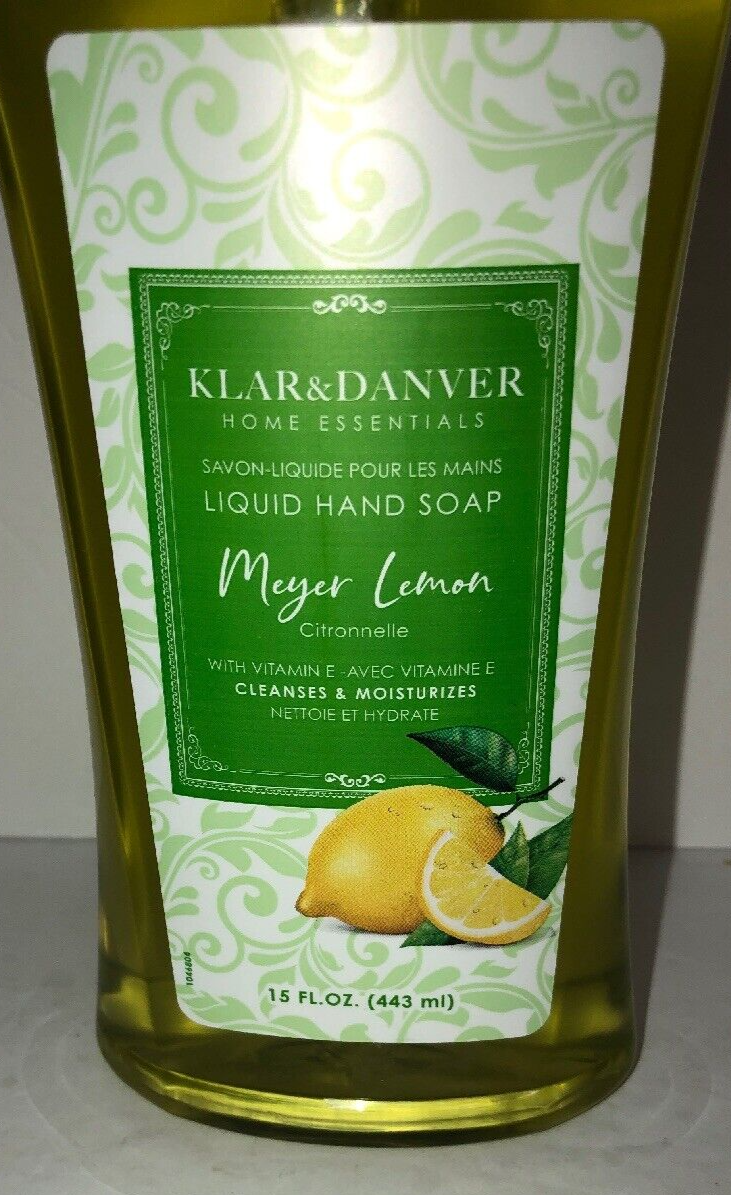 KLAR&DANVER
HOME ESSENTIALS
SAVON-LIQUIDE POUR LES MAINS
LIQUID HAND SOAP
Meyer Lemon
Citronnelle
WITH VITAMIN E -AVEC VITAMINE E
CLEANSES & MOISTURIZES
NETTOIE ET HYDRATE
1046804
15 FL.OZ. (443 ml)